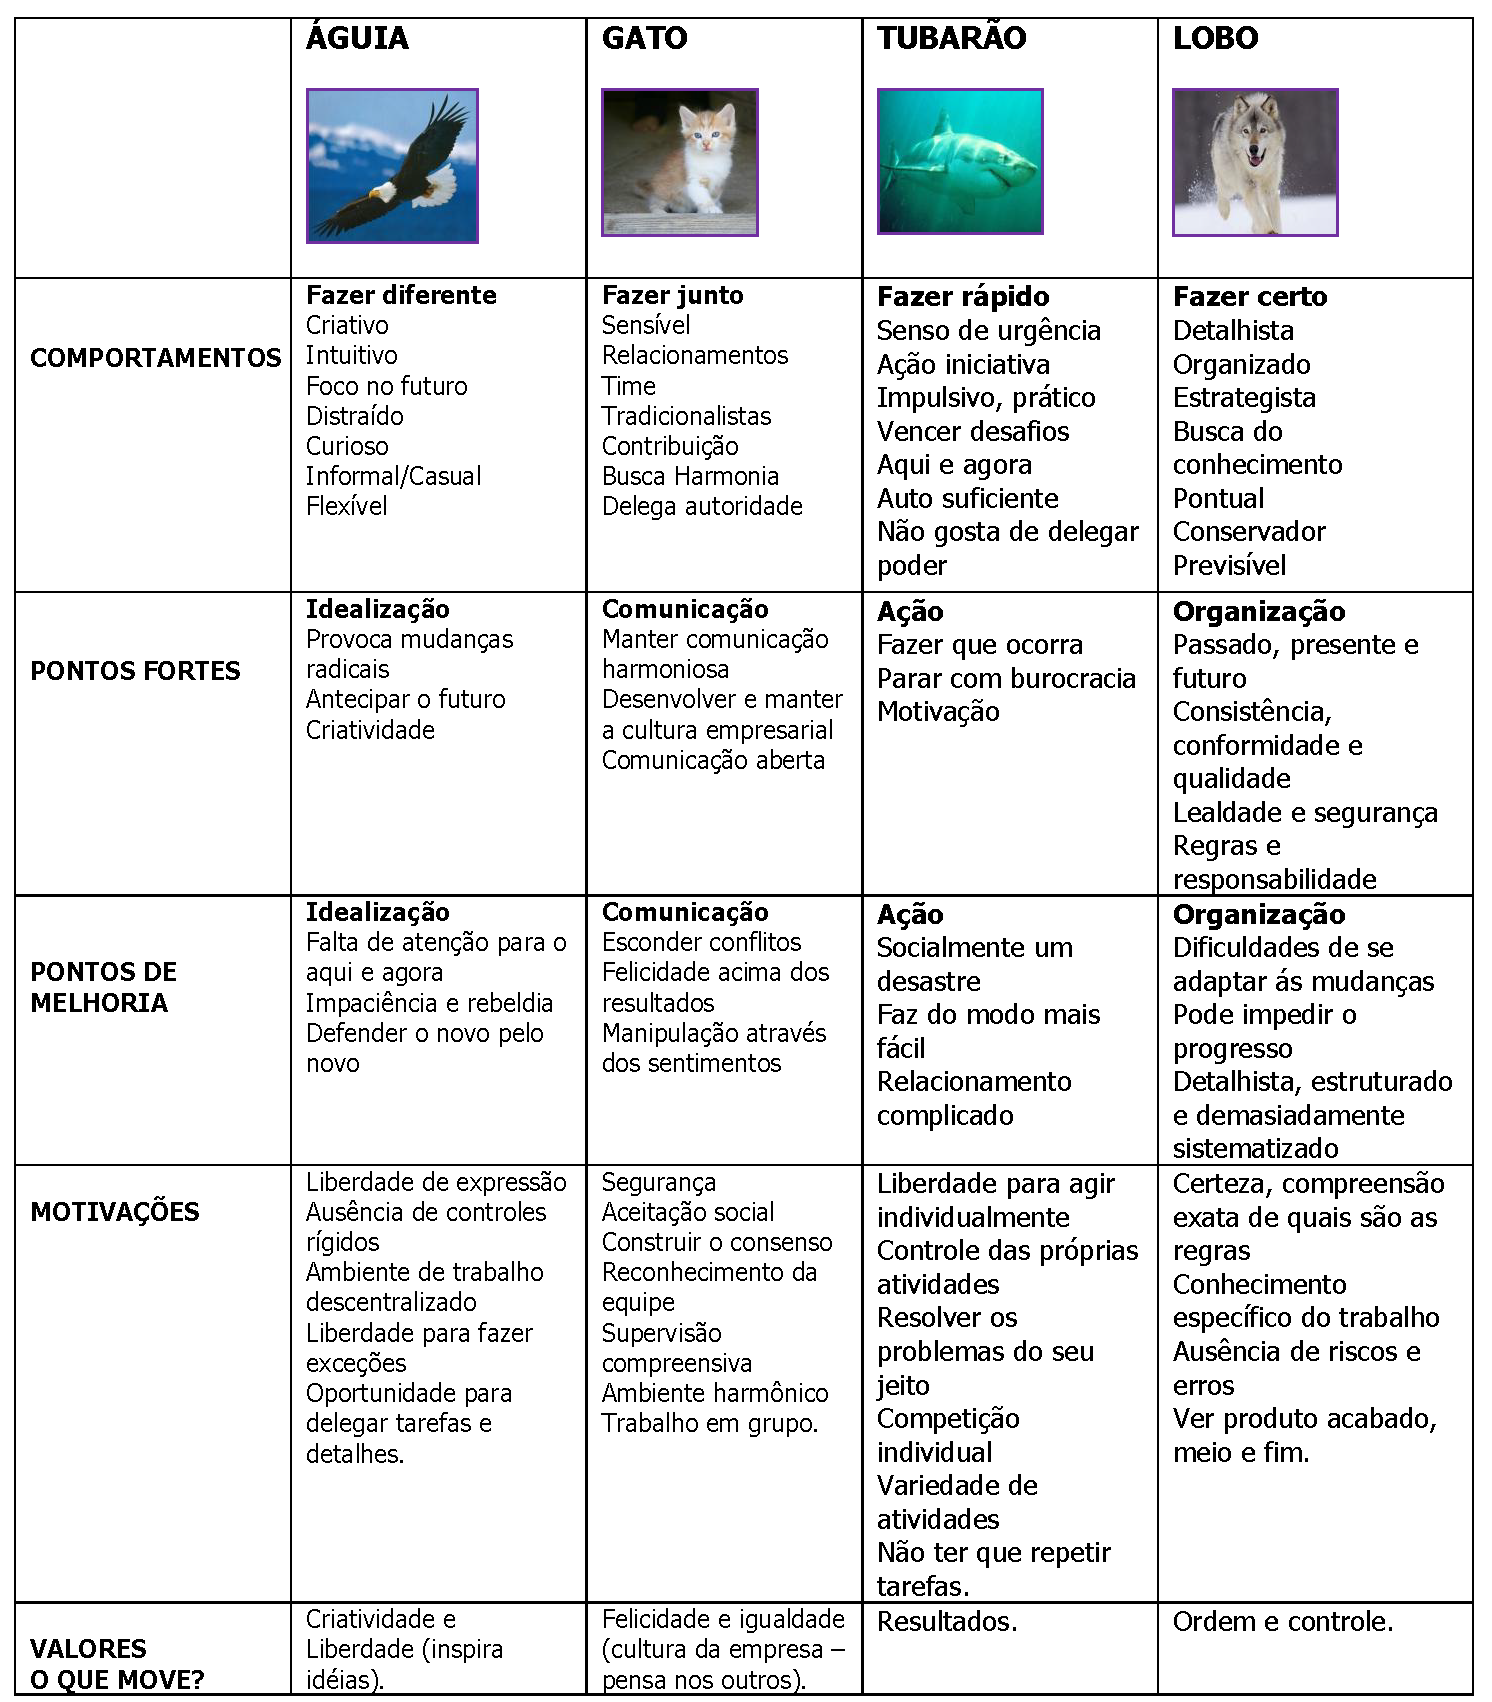 ÁGUIA
GATO
TUBARÃO
LOBO
COMPORTAMENTOS
Fazer diferente
Criativo
Intuitivo
Foco no futuro
Distraído
Curioso
Informal/Casual
Flexível
Fazer junto
Sensível
Relacionamentos
Time
Tradicionalistas
Contribuição
Busca Harmonia
Delega autoridade
Fazer rápido
Senso de urgência
Ação iniciativa
Impulsivo, prático
Vencer desafios
Aqui e agora
Auto suficiente
Não gosta de delegar
poder
Fazer certo
Detalhista
Organizado
Estrategista
Busca do
conhecimento
Pontual
Conservador
Previsível
PONTOS FORTES
Idealização
Provoca mudanças
radicais
Antecipar o futuro
Criatividade
Comunicação
Manter comunicação
harmoniosa
Desenvolver e manter
a cultura empresarial
Comunicação aberta
Ação
Fazer que ocorra
Parar com burocracia
Motivação
Organização
Passado, presente e
futuro
Consistência,
conformidade e
qualidade
Lealdade e segurança
Regras e
responsabilidade
PONTOS DE
MELHORIA
Idealização
Falta de atenção para o
aqui e agora
Impaciência e rebeldia
Defender o novo pelo
novo
Comunicação
Esconder conflitos
Felicidade acima dos
resultados
Manipulação através
dos sentimentos
Ação
Socialmente um
desastre
Faz do modo mais
fácil
Relacionamento
complicado
Organização
Dificuldades de se
adaptar ás mudanças
Pode impedir o
progresso
Detalhista, estruturado
e demasiadamente
sistematizado
MOTIVAÇÕES
Liberdade de expressão
Ausência de controles
rígidos
Ambiente de trabalho
descentralizado
Liberdade para fazer
exceções
Oportunidade para
delegar tarefas e
detalhes.
Segurança
Aceitação social
Construir o consenso
Reconhecimento da
equipe
Supervisão
compreensiva
Ambiente harmônico
Trabalho em grupo.
Liberdade para agir
individualmente
Controle das próprias
atividades
Resolver os
problemas do seu
jeito
Competição
individual
Variedade de
atividades
Não ter que repetir
tarefas.
Certeza, compreensão
exata de quais são as
regras
Conhecimento
específico do trabalho
Ausência de riscos e
erros
Ver produto acabado,
meio e fim.
VALORES
O QUE MOVE?
Criatividade e
Liberdade (inspira
idéias).
Felicidade e igualdade
(cultura da empresa –
pensa nos outros).
Resultados.
Ordem e controle.